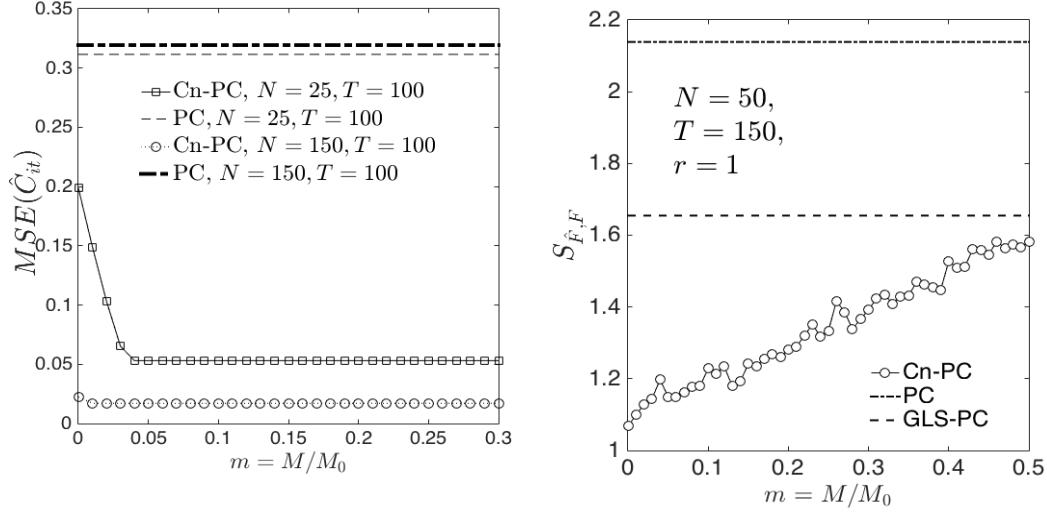 MSE(Ĉ_it)
0.35
0.3
0.25
0.2
0.15
0.1
0.05
0
Cn-PC, N = 25, T = 100
PC, N = 25, T = 100
Cn-PC, N = 150, T = 100
PC, N = 150, T = 100
0 0.05 0.1 0.15 0.2 0.25 0.3
m = M/M₀
S_F̂,F
2.2
2
1.8
1.6
1.4
1.2
1
N = 50,
T = 150,
r = 1
Cn-PC
PC
GLS-PC
0 0.1 0.2 0.3 0.4 0.5
m = M/M₀